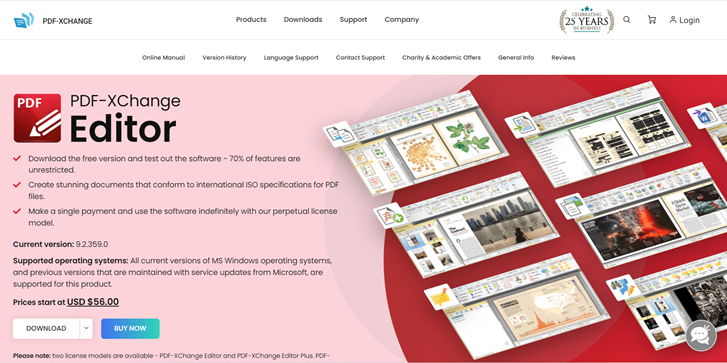 PDF-XCHANGE
Products Downloads Support Company
CELEBRATING
25 YEARS
IN BUSINESS
Login
Online Manual Version History Language Support Contact Support Charity & Academic Offers General Info Reviews
PDF
PDF-XChange
Editor
Download the free version and test out the software - 70% of features are
unrestricted.
Create stunning documents that conform to international ISO specifications for PDF
files.
Make a single payment and use the software indefinitely with our perpetual license
model.
Current version: 9.2.359.0
Supported operating systems: All current versions of MS Windows operating systems,
and previous versions that are maintained with service updates from Microsoft, are
supported for this product.
Prices start at USD $56.00
DOWNLOAD BUY NOW
Please note: two license models are available - PDF-XChange Editor and PDF-XChange Editor Plus. PDF-